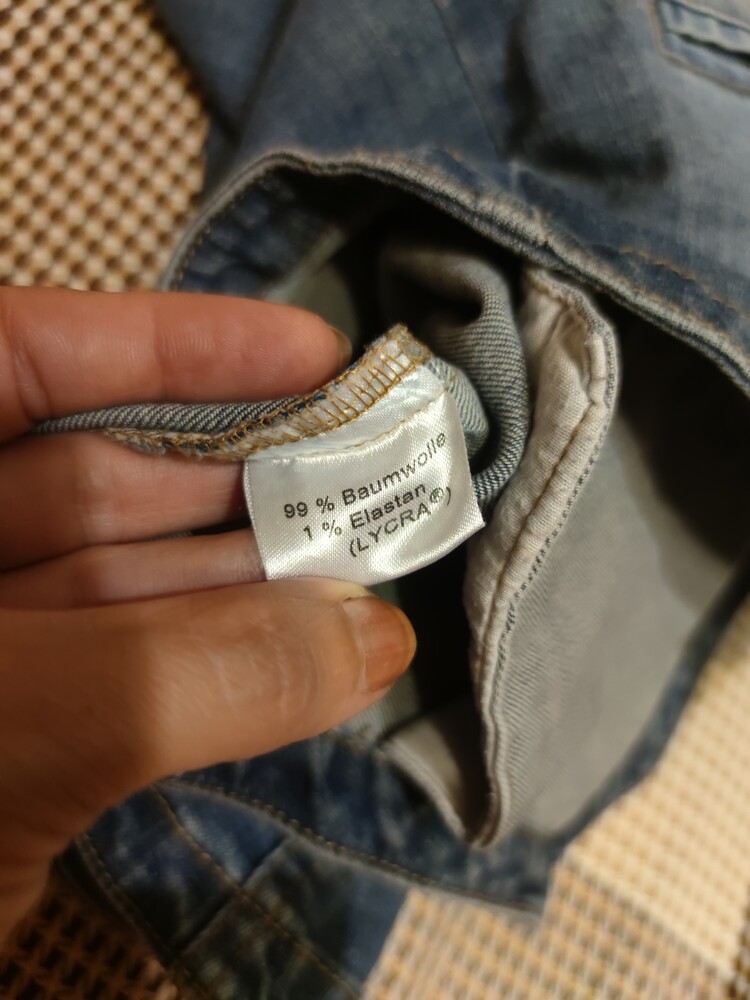 99 % Baumwolle
1 % Elastan
(LYCRA®)